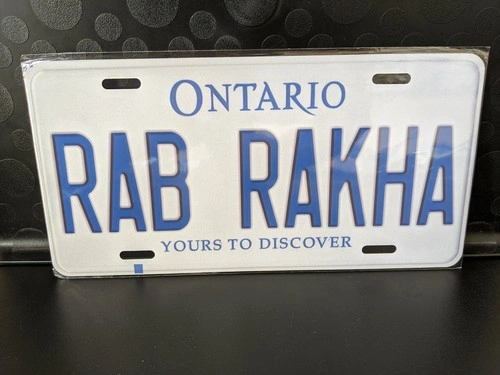 ONTARIO
RAB RAKHA
YOURS TO DISCOVER